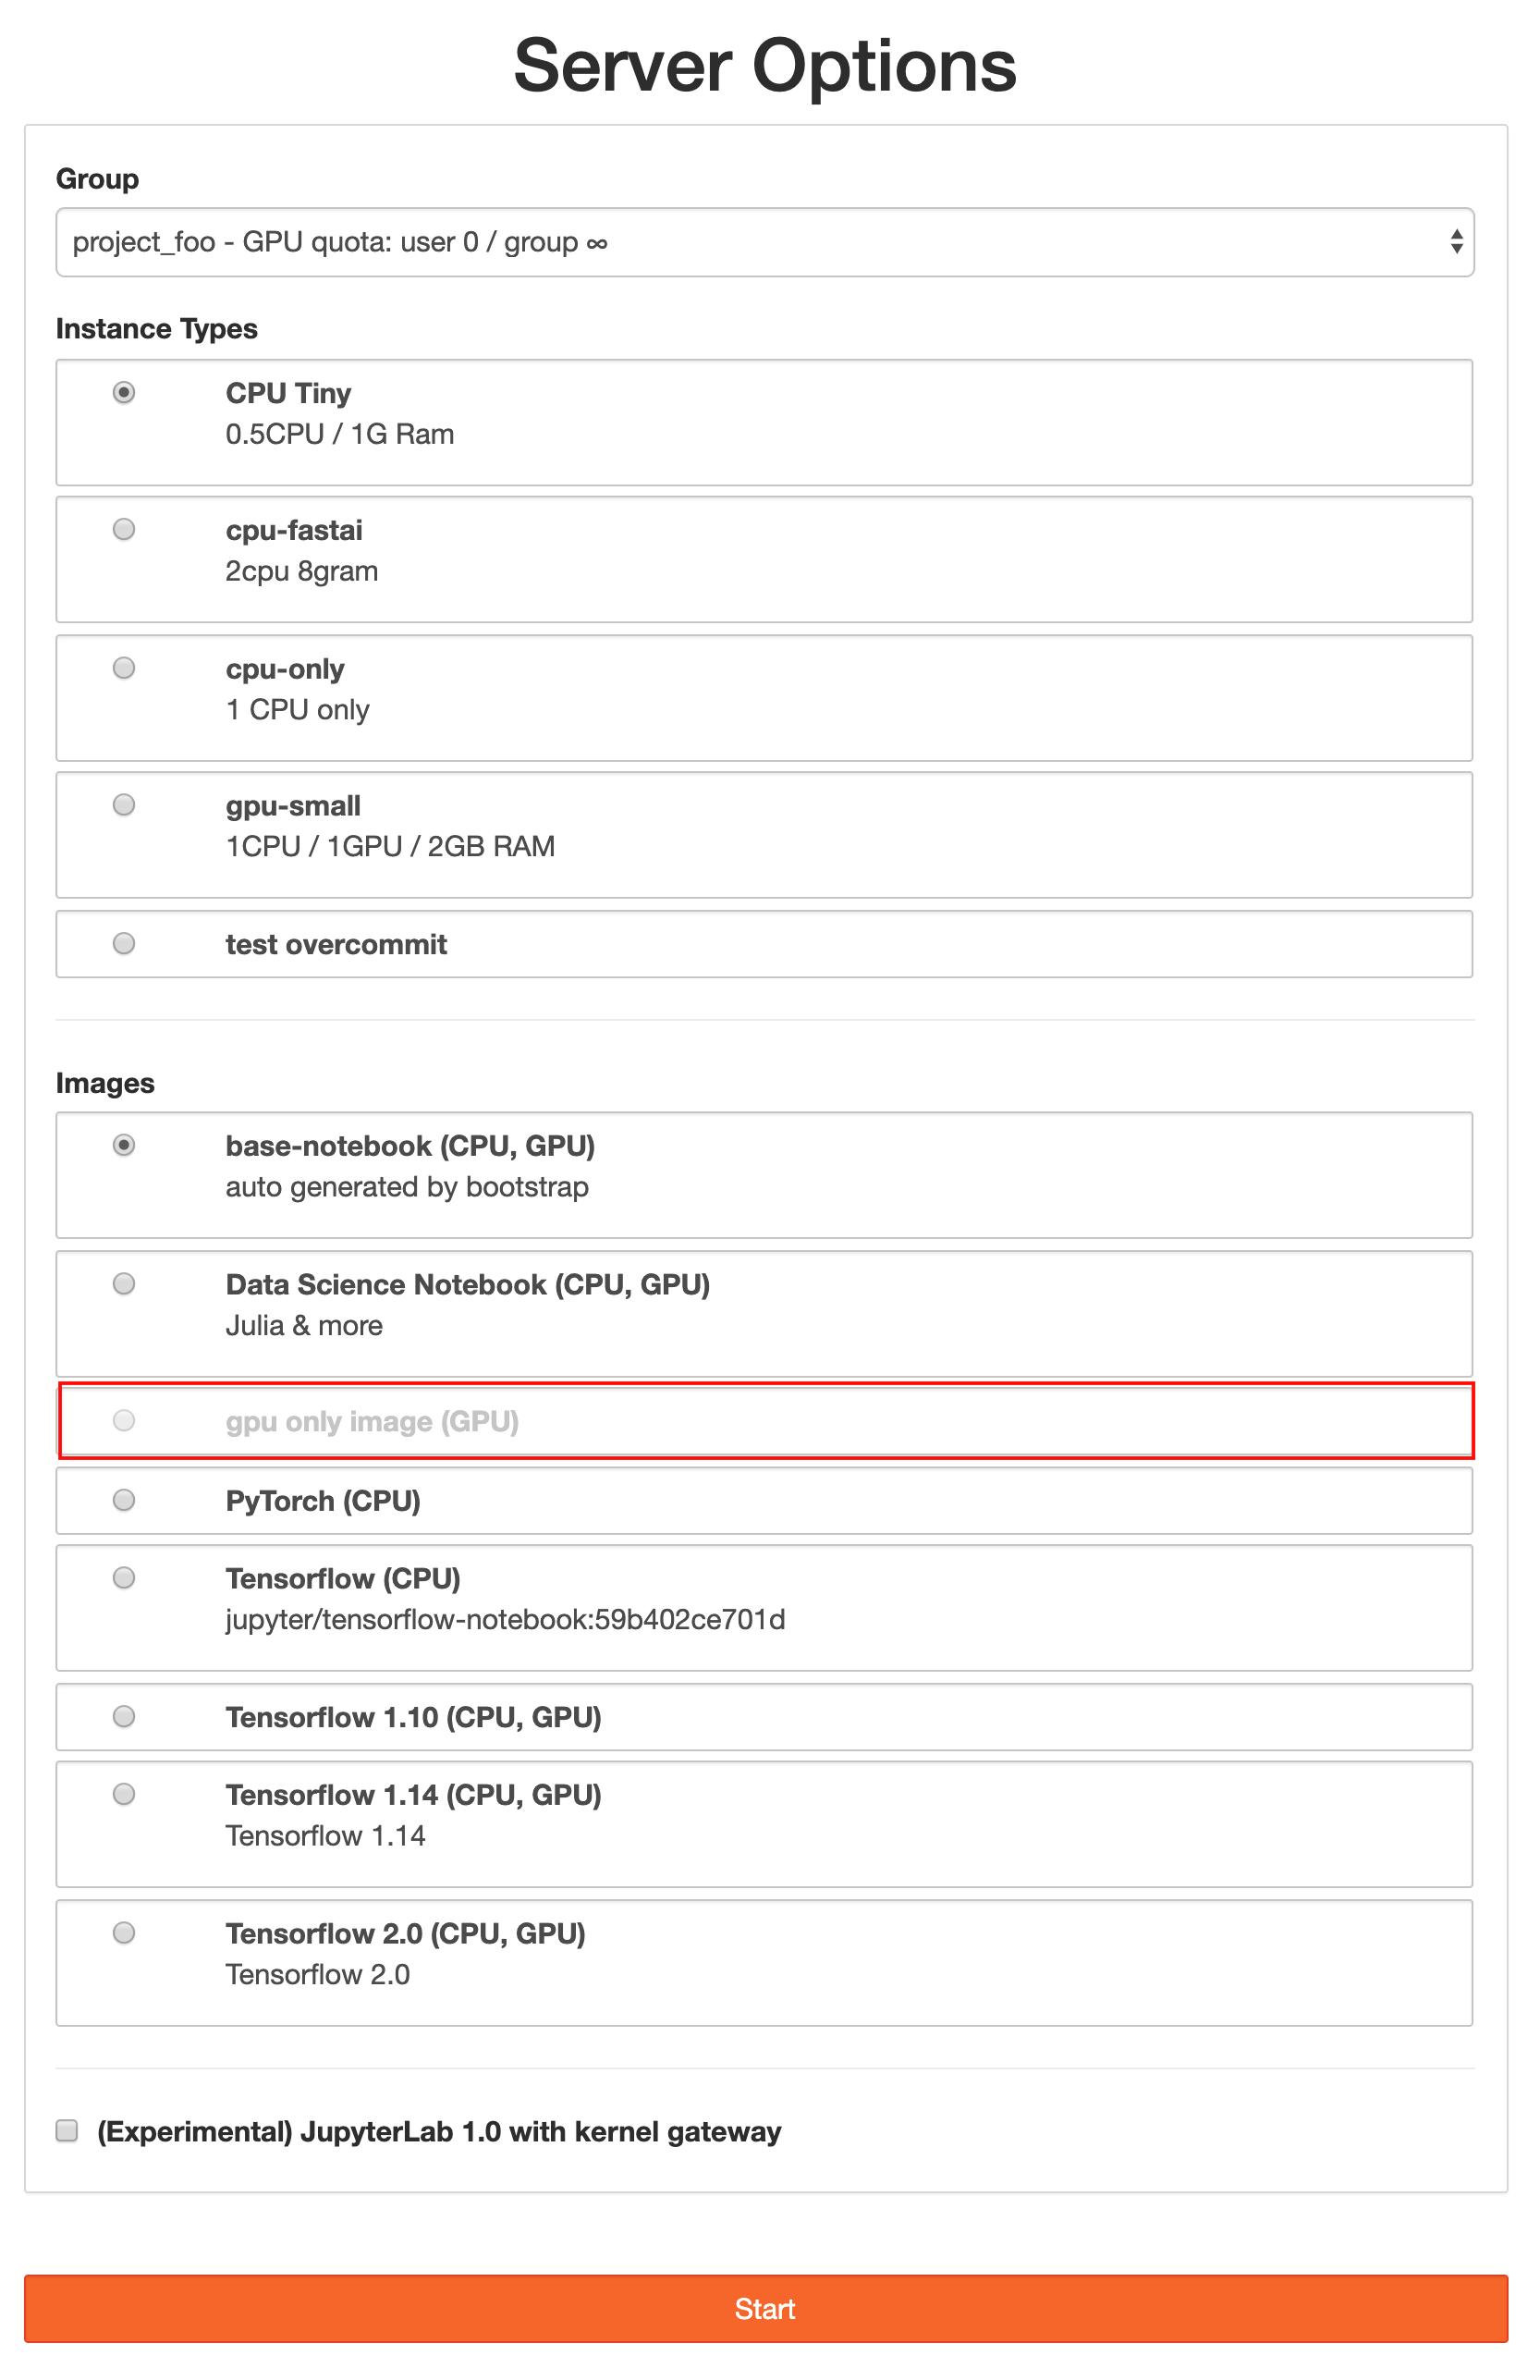 Server Options
Group
project_foo - GPU quota: user 0 / group ∞
Instance Types
CPU Tiny
0.5CPU / 1G Ram
cpu-fastai
2cpu 8gram
cpu-only
1 CPU only
gpu-small
1CPU / 1GPU / 2GB RAM
test overcommit
Images
base-notebook (CPU, GPU)
auto generated by bootstrap
Data Science Notebook (CPU, GPU)
Julia & more
gpu only image (GPU)
PyTorch (CPU)
Tensorflow (CPU)
jupyter/tensorflow-notebook:59b402ce701d
Tensorflow 1.10 (CPU, GPU)
Tensorflow 1.14 (CPU, GPU)
Tensorflow 1.14
Tensorflow 2.0 (CPU, GPU)
Tensorflow 2.0
(Experimental) JupyterLab 1.0 with kernel gateway
Start